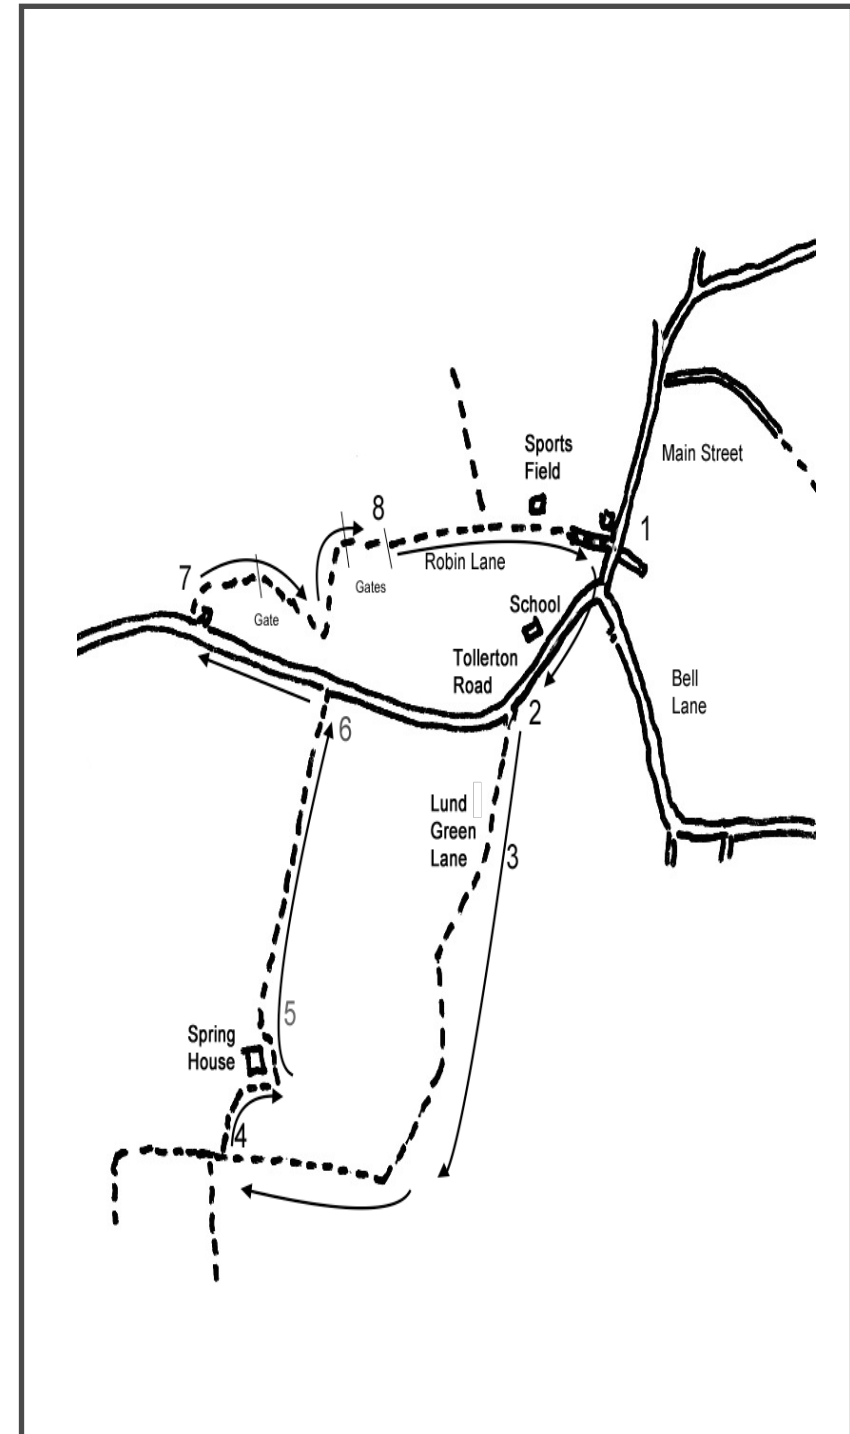 Sports
Field
Main Street
8
1
Robin Lane
7
Gates
Gate
School
Tollerton
Road
Bell
Lane
2
6
Lund
Green
Lane
3
5
Spring
House
4